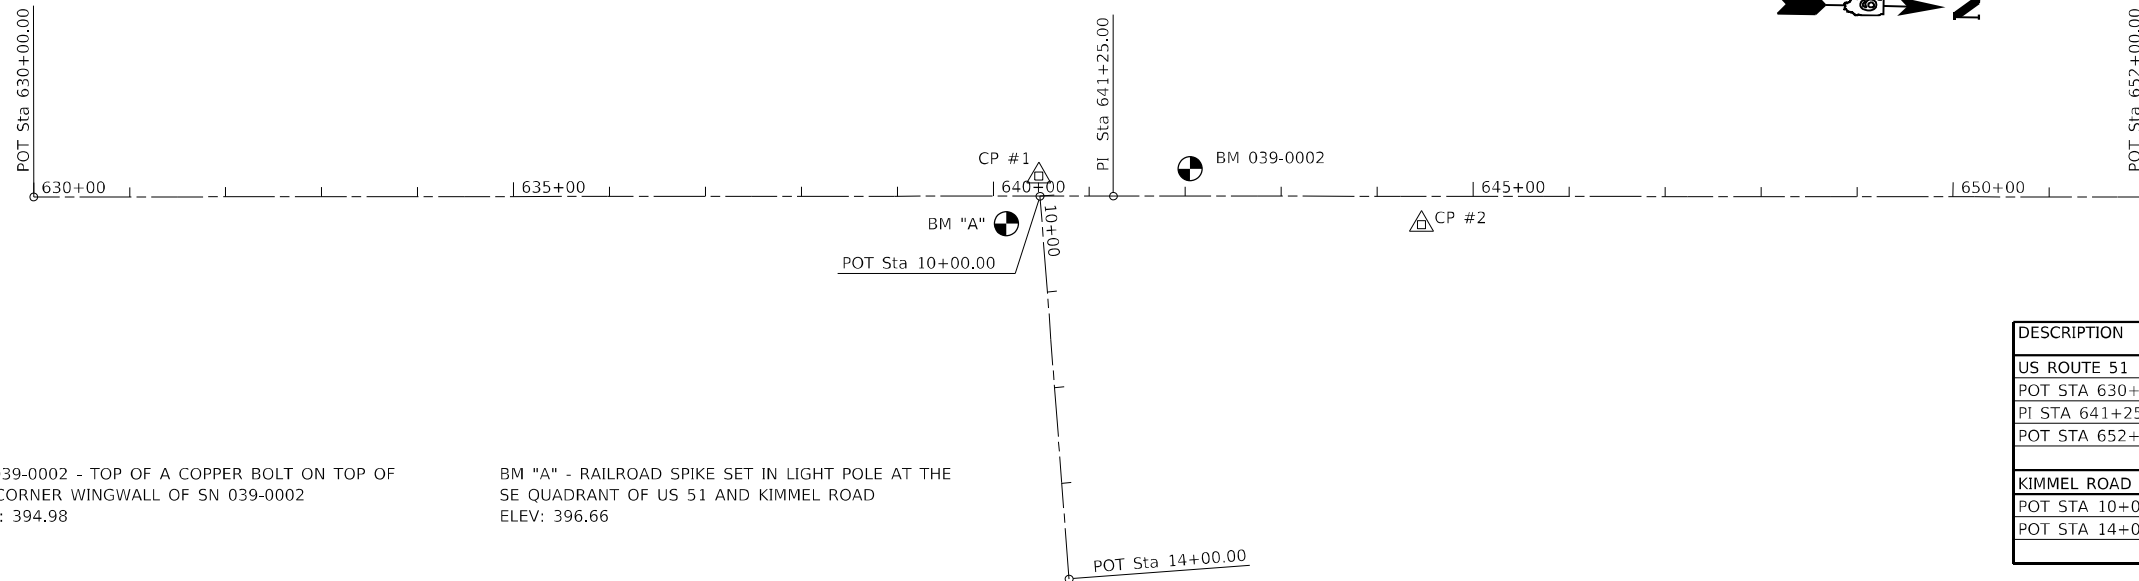 POT Sta 630+00.00
PI Sta 641+25.00
POT Sta 652+00.00
N
630+00
635+00
CP #1
640+00
BM 039-0002
645+00
650+00
BM "A"
10+00
CP #2
POT Sta 10+00.00
POT Sta 14+00.00
39-0002 - TOP OF A COPPER BOLT ON TOP OF
CORNER WINGWALL OF SN 039-0002
: 394.98
BM "A" - RAILROAD SPIKE SET IN LIGHT POLE AT THE
SE QUADRANT OF US 51 AND KIMMEL ROAD
ELEV: 396.66
DESCRIPTION
US ROUTE 51
POT STA 630+
PI STA 641+25
POT STA 652+
KIMMEL ROAD
POT STA 10+0
POT STA 14+0